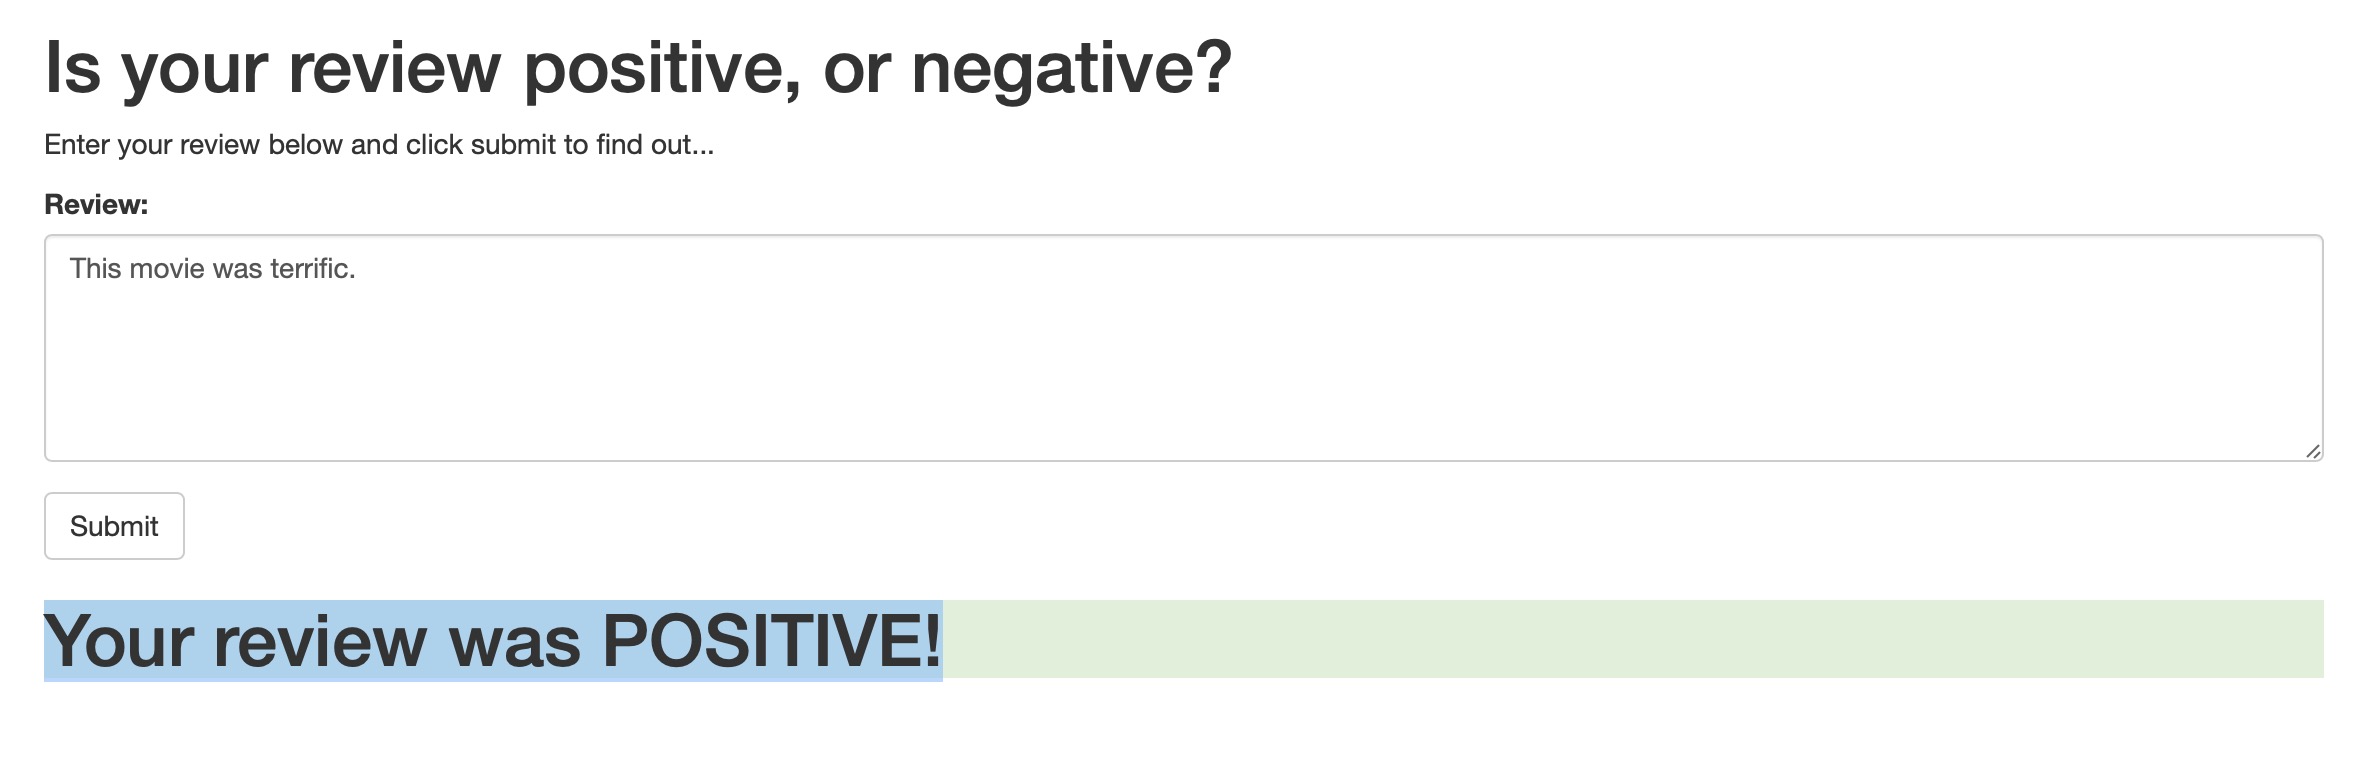 Is your review positive, or negative?
Enter your review below and click submit to find out...
Review:
This movie was terrific.
Submit
Your review was POSITIVE!